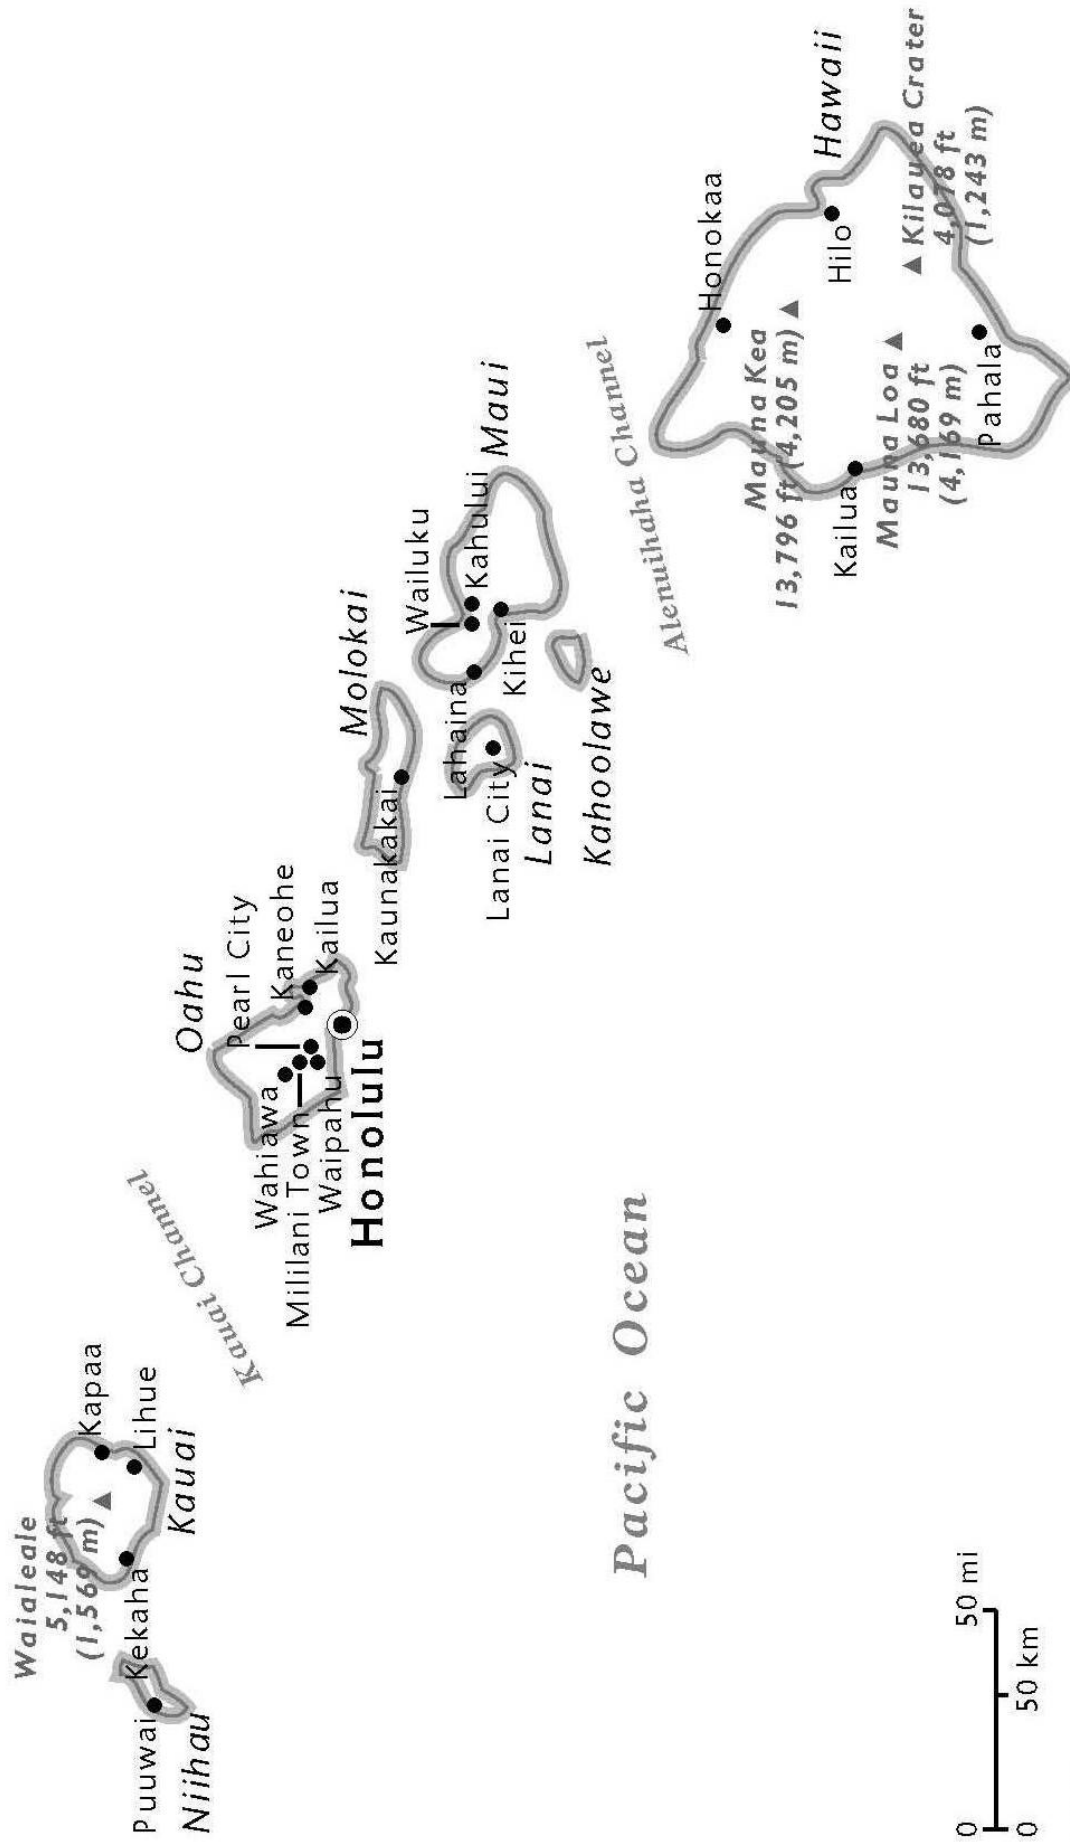 Waialeale
5,148 ft
(1,569 m)
Kapaa
Lihue
Kauai
Kekaha
Puuwai
Niihau
Kauai Channel
Oahu
Pearl City
Kaneohe
Kailua
Wahiawa
Mililani Town
Waipahu
Honolulu
Molokai
Kaunakakai
Wailuku
Kahului
Maui
Lahaina
Kihei
Lanai City
Lanai
Kahoolawe
Alenuihaha Channel
Pacific Ocean
Honokaa
Mauna Kea
13,796 ft (4,205 m)
Hilo
Hawaii
Kailua
Mauna Loa
13,680 ft
(4,169 m)
Kilauea Crater
4,078 ft
(1,243 m)
Pahala
0 50 mi
0 50 km